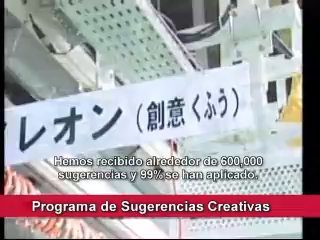 レオン(創意くふう)
Hemos recibido alrededor de 600,000
sugerencias y 99% se han aplicado.
Programa de Sugerencias Creativas